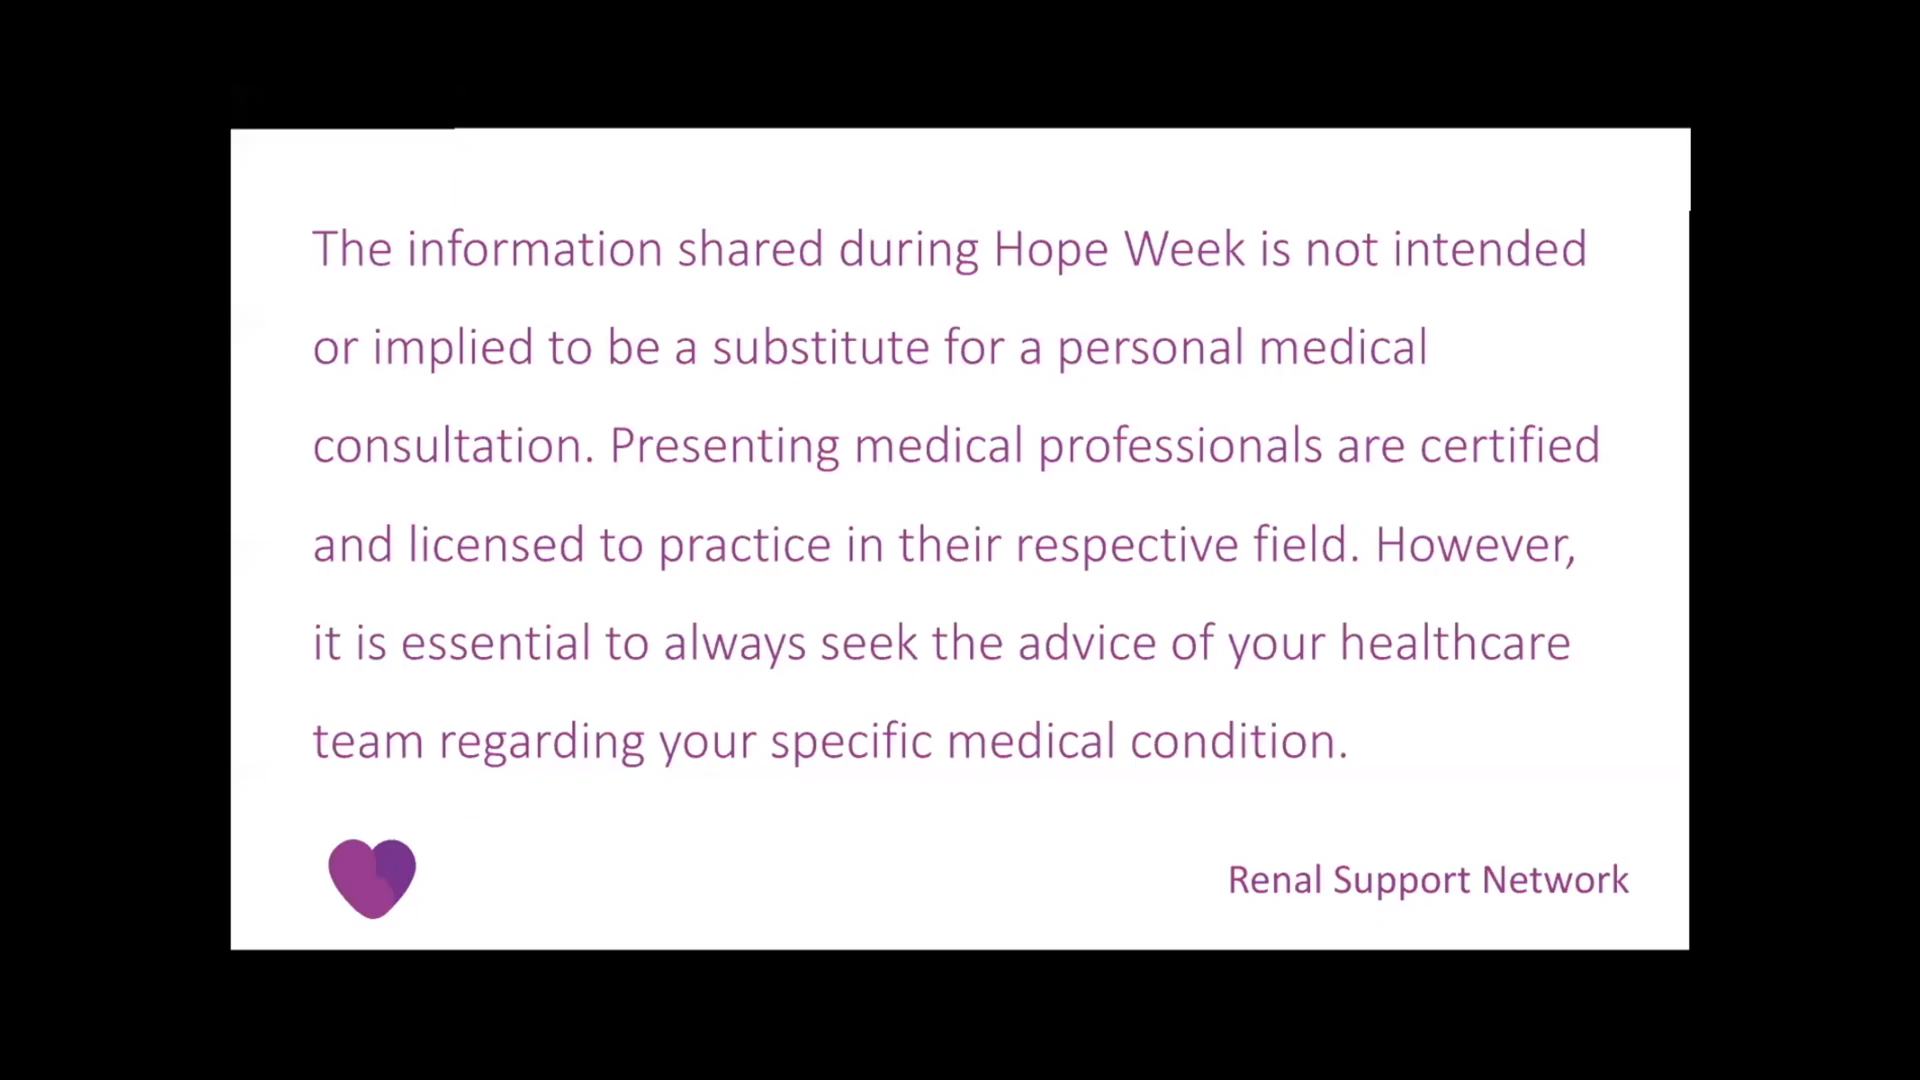 The information shared during Hope Week is not intended
or implied to be a substitute for a personal medical
consultation. Presenting medical professionals are certified
and licensed to practice in their respective field. However,
it is essential to always seek the advice of your healthcare
team regarding your specific medical condition.
Renal Support Network